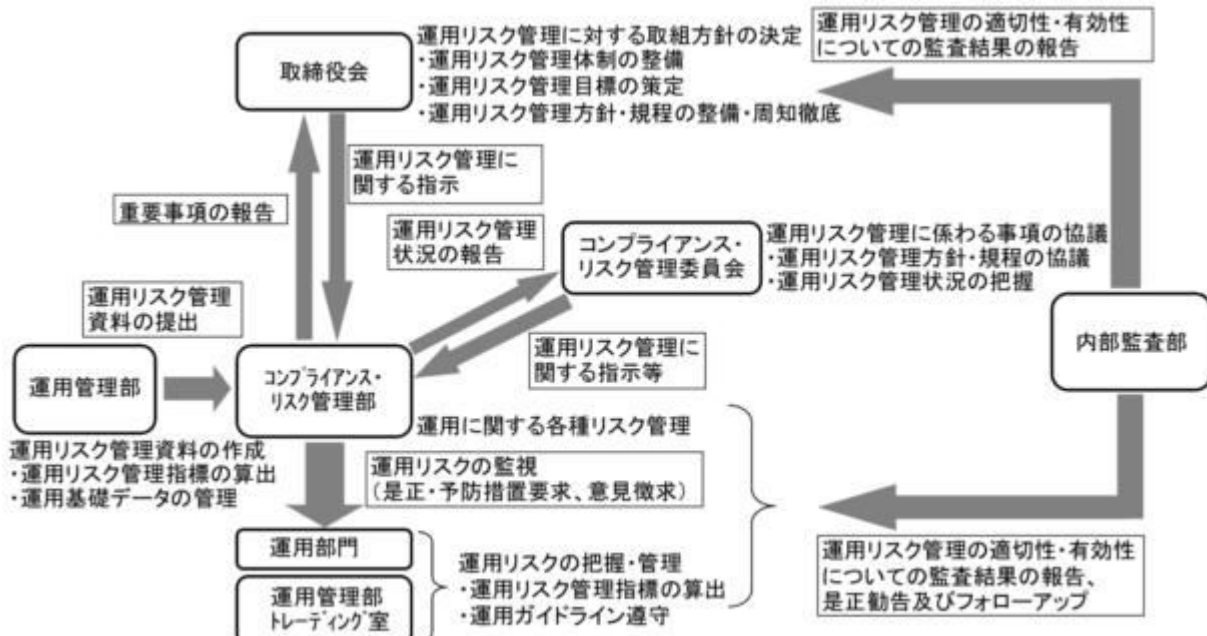 取締役会
運用リスク管理に対する取組方針の決定
・運用リスク管理体制の整備
・運用リスク管理目標の策定
・運用リスク管理方針・規程の整備・周知徹底
運用リスク管理の適切性・有効性
についての監査結果の報告
重要事項の報告
運用リスク管理に
関する指示
運用リスク管理
状況の報告
コンプライアンス・
リスク管理委員会
運用リスク管理に係わる事項の協議
・運用リスク管理方針・規程の協議
・運用リスク管理状況の把握
内部監査部
運用リスク管理
資料の提出
運用リスク管理に
関する指示等
運用管理部
コンプライアンス・
リスク管理部
運用に関する各種リスク管理
運用リスク管理資料の作成
・運用リスク管理指標の算出
・運用基礎データの管理
運用リスクの監視
(是正・予防措置要求、意見徴求)
運用部門
運用管理部
トレーディング室
運用リスクの把握・管理
・運用リスク管理指標の算出
・運用ガイドライン遵守
運用リスク管理の適切性・有効性
についての監査結果の報告、
是正勧告及びフォローアップ